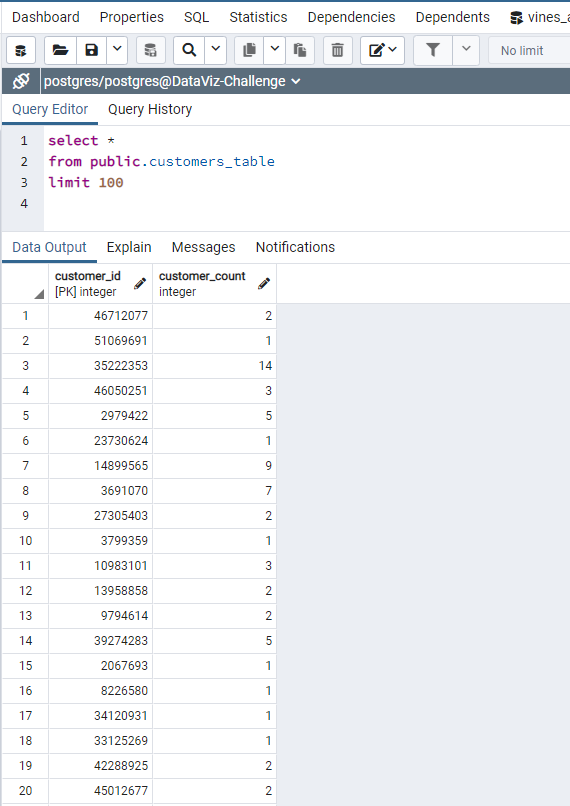 Dashboard Properties SQL Statistics Dependencies Dependents vines_
No limit
postgres/postgres@DataViz-Challenge
Query Editor Query History
1 select *
2 from public.customers_table
3 limit 100
4
Data Output Explain Messages Notifications
customer_id customer_count
[PK] integer integer
1 46712077 2
2 51069691 1
3 35222353 14
4 46050251 3
5 2979422 5
6 23730624 1
7 14899565 9
8 3691070 7
9 27305403 2
10 3799359 1
11 10983101 3
12 13958858 2
13 9794614 2
14 39274283 5
15 2067693 1
16 8226580 1
17 34120931 1
18 33125269 1
19 42288925 2
20 45012677 2